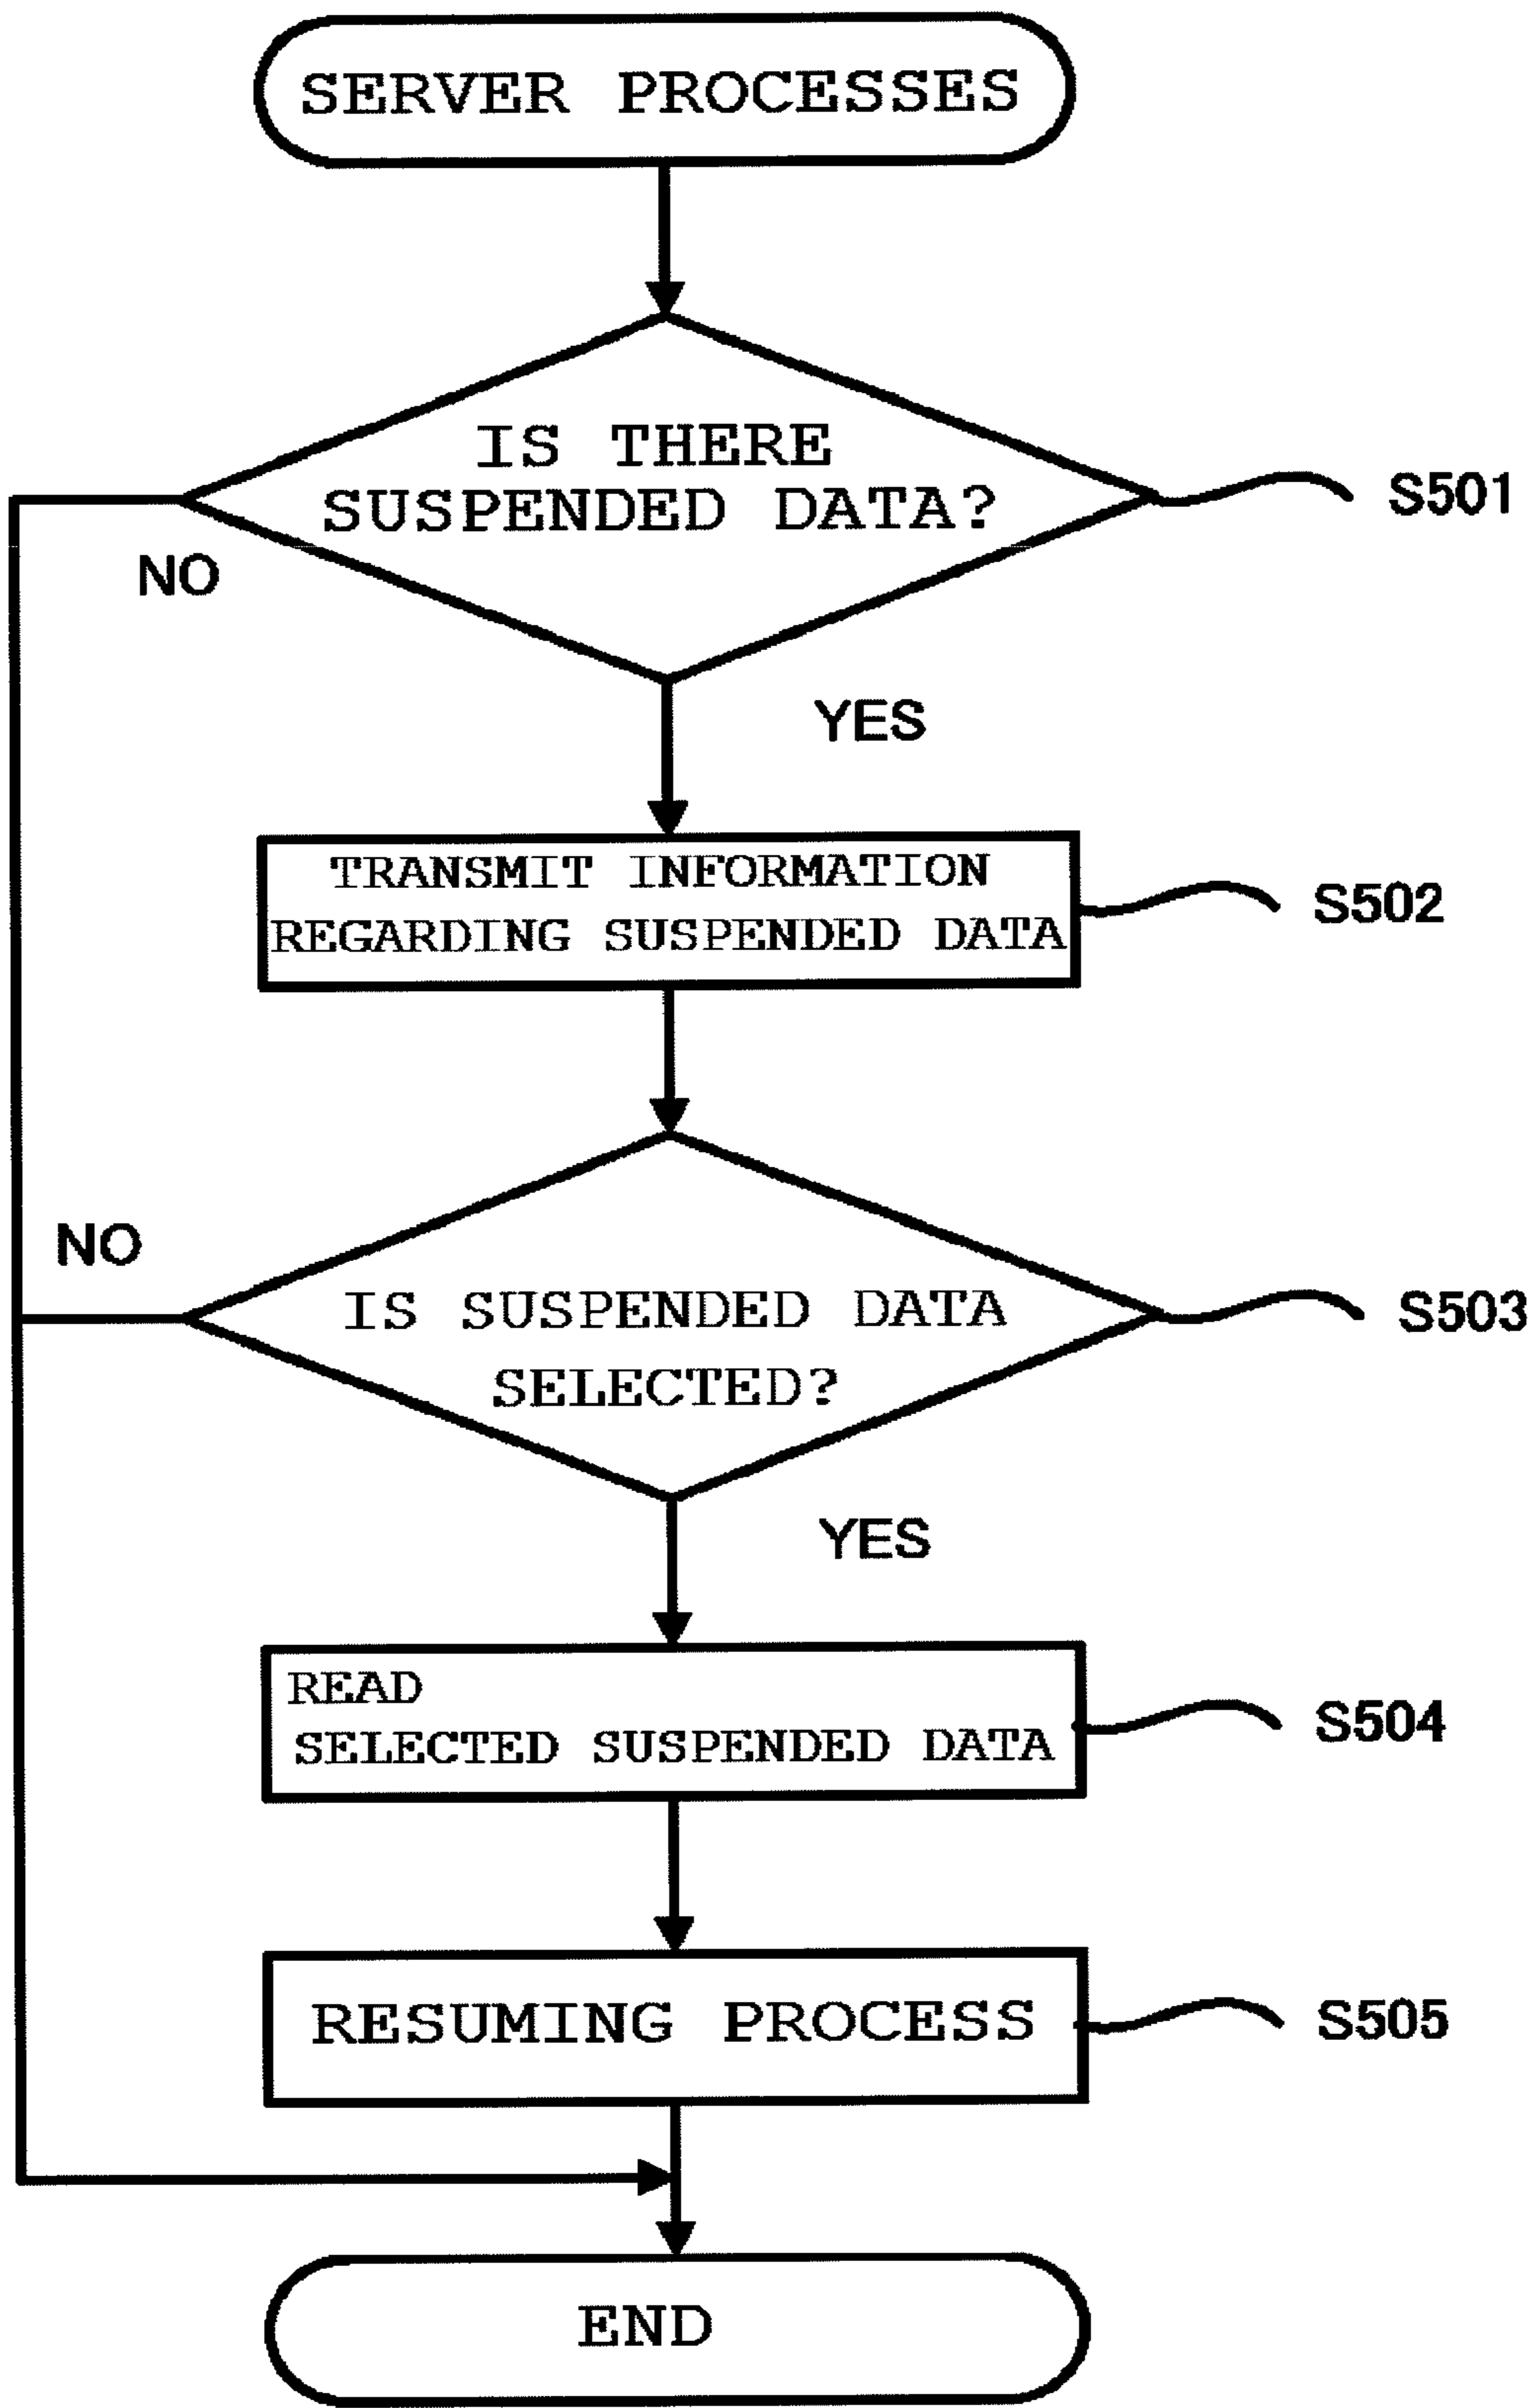 SERVER PROCESSES
IS THERE
SUSPENDED DATA?
S501
NO
YES
TRANSMIT INFORMATION
REGARDING SUSPENDED DATA
S502
NO
IS SUSPENDED DATA
SELECTED?
S503
YES
READ
SELECTED SUSPENDED DATA
S504
RESUMING PROCESS
S505
END